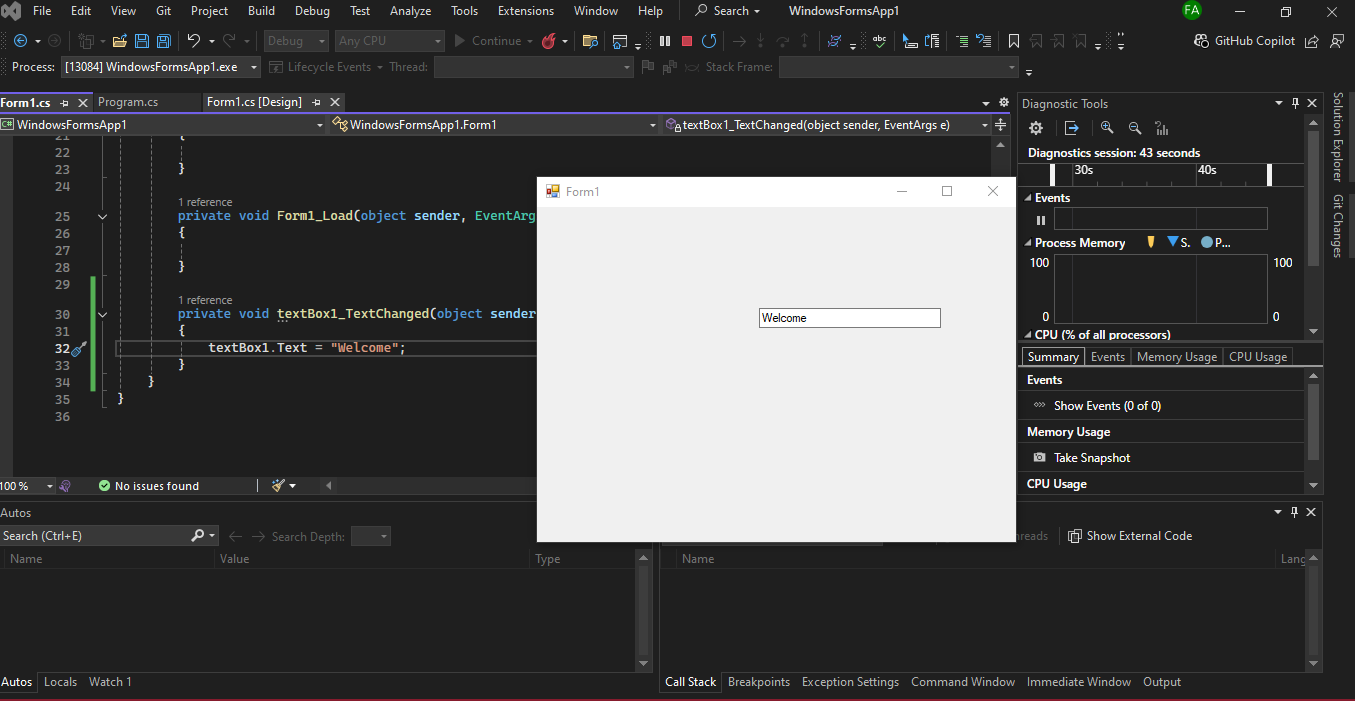 File Edit View Git Project Build Debug Test Analyze Tools Extensions Window Help Search WindowsFormsApp1 FA
Debug Any CPU Continue abc GitHub Copilot
Process: [13084] WindowsFormsApp1.exe Lifecycle Events Thread: Stack Frame:
Form1.cs Program.cs Form1.cs [Design]
C# WindowsFormsApp1 WindowsFormsApp1.Form1 textBox1_TextChanged(object sender, EventArgs e)
21 {
22
23 }
24
1 reference
25 private void Form1_Load(object sender, EventArg
26 {
27
28 }
29
1 reference
30 private void textBox1_TextChanged(object sender
31 {
32 textBox1.Text = "Welcome";
33 }
34 }
35 }
36
100 % No issues found
Form1
Welcome
Diagnostic Tools
Diagnostics session: 43 seconds
30s 40s
Events
Process Memory S. P...
100 100
0 0
CPU (% of all processors)
Summary Events Memory Usage CPU Usage
Events
Show Events (0 of 0)
Memory Usage
Take Snapshot
CPU Usage
Solution Explorer
Git Changes
Autos
Search (Ctrl+E) Search Depth:
Name Value Type
Autos Locals Watch 1
reads Show External Code
Name Lang
Call Stack Breakpoints Exception Settings Command Window Immediate Window Output